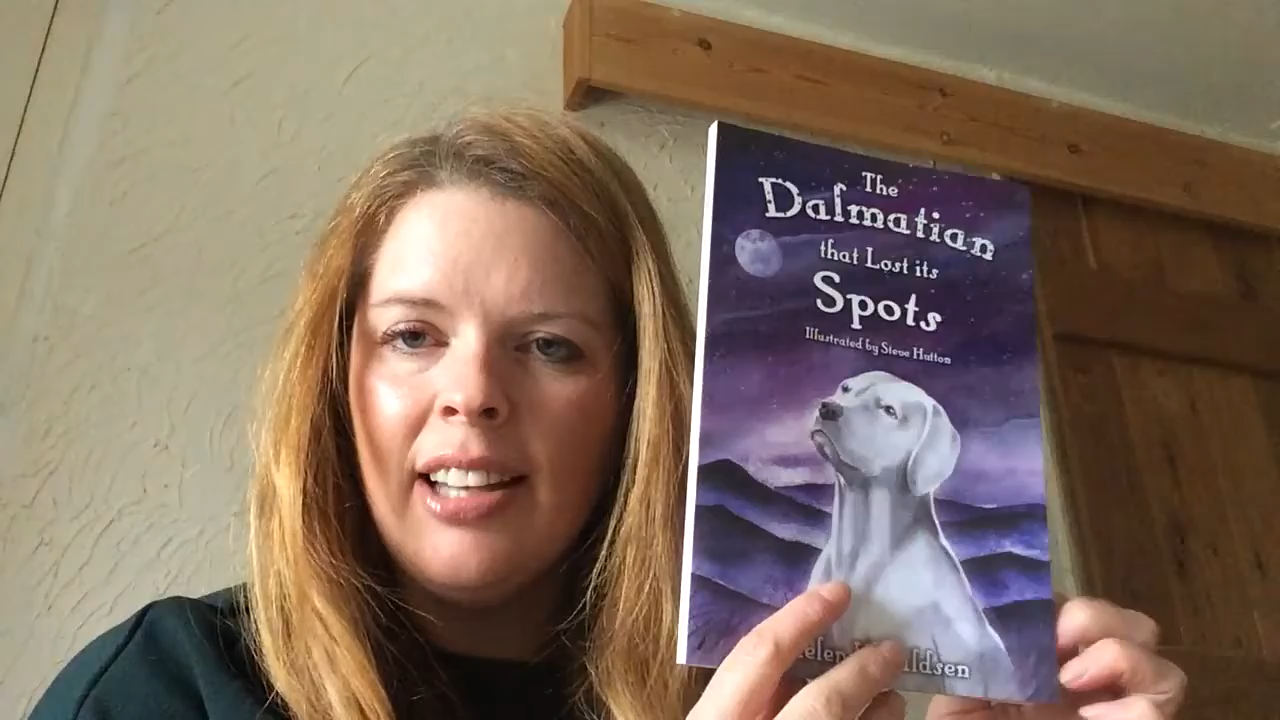 The
Dalmatian
that Lost its
Spots
Illustrated by Steve Hutton